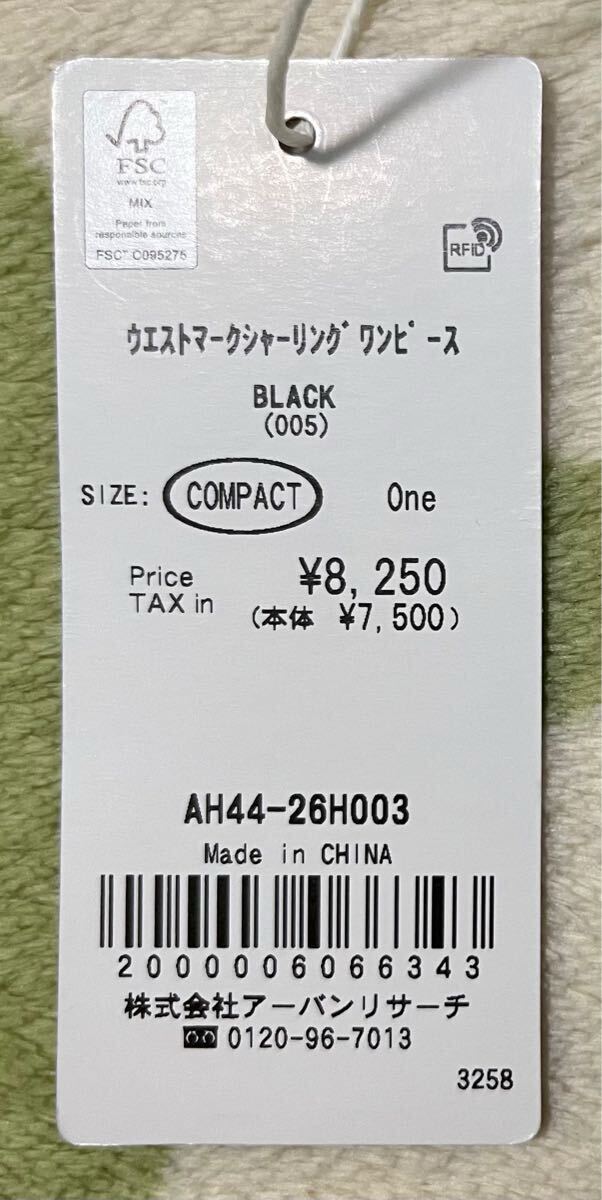 FSC
www.fsc.org
MIX
Paper from
responsible sources
FSC™ C095275
RFiD
ウエストマークシャーリング ワンピース
BLACK
(005)
SIZE: COMPACT One
Price ¥8,250
TAX in (本体 ¥7,500)
AH44-26H003
Made in CHINA
2000006066343
株式会社アーバンリサーチ
0120-96-7013
3258